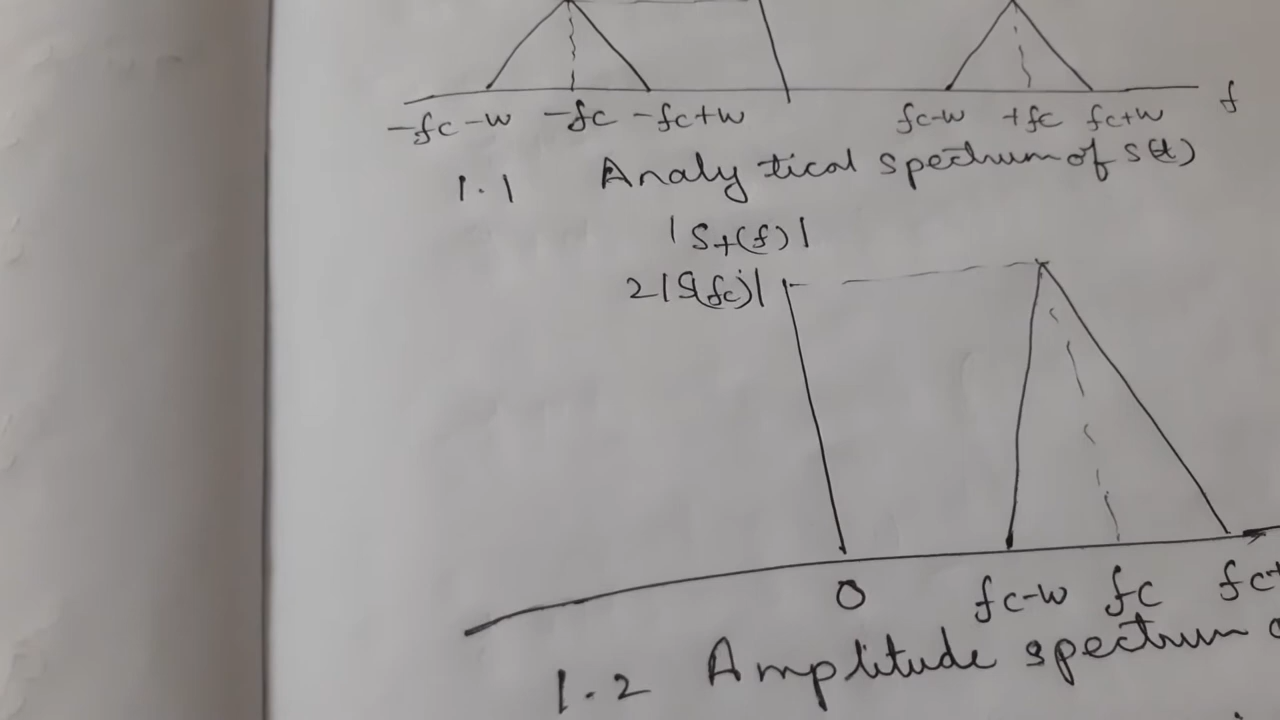 -fc-w -fc -fc+w fc-w +fc fc+w f
1.1 Analytical spectrum of s(t)
|S+(f)|
2|S(fc)|
0 fc-w fc fc+
1.2 Amplitude spectrum